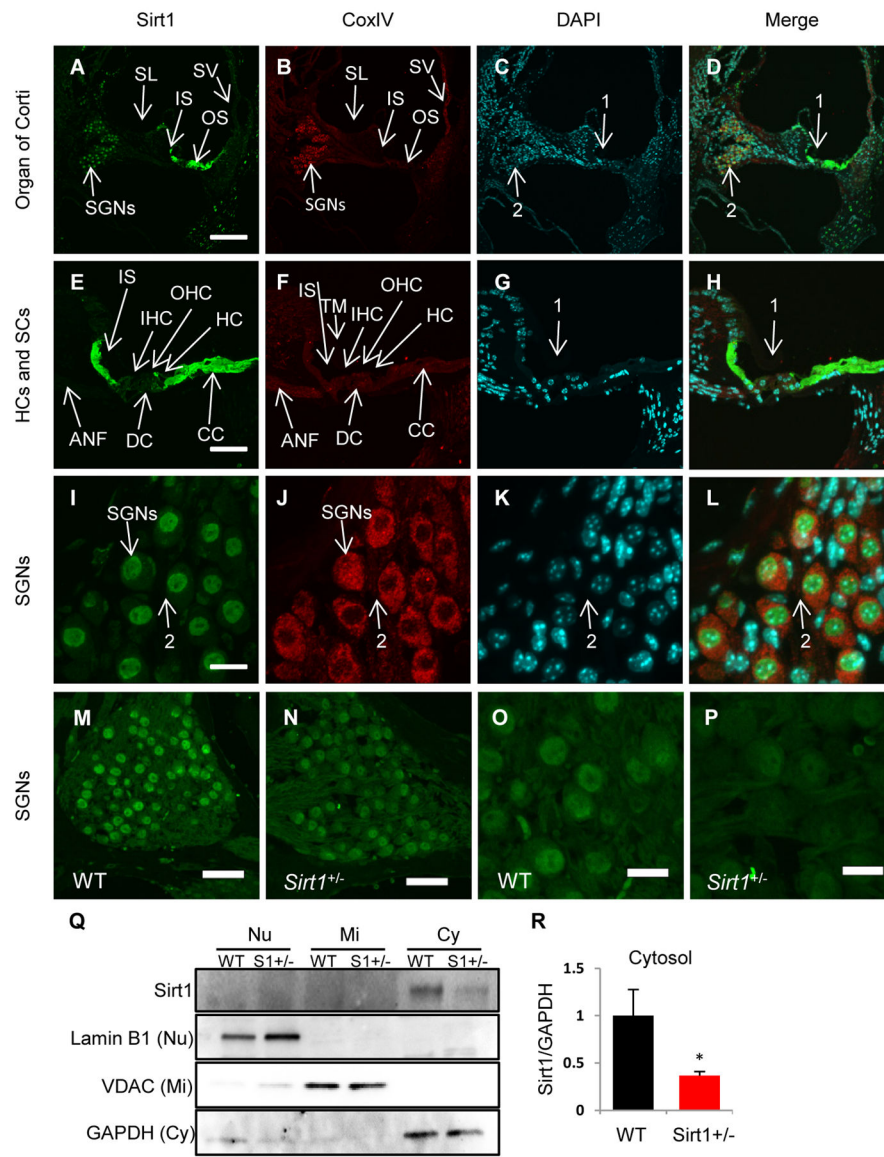 Sirt1 CoxIV DAPI Merge
Organ of Corti
A SL SV IS OS SGNs
B SL SV IS OS SGNs
C 1 2
D 1 2
HCs and SCs
E IS OHC IHC HC ANF DC CC
F IS TM OHC IHC HC ANF DC CC
G 1
H 1
SGNs
I SGNs 2
J SGNs 2
K 2
L 2
SGNs
M WT
N Sirt1+/-
O WT
P Sirt1+/-
Q
Nu Mi Cy
WT S1+/- WT S1+/- WT S1+/-
Sirt1
Lamin B1 (Nu)
VDAC (Mi)
GAPDH (Cy)
R
Cytosol
Sirt1/GAPDH
1.5
1
0.5
0
*
WT Sirt1+/-